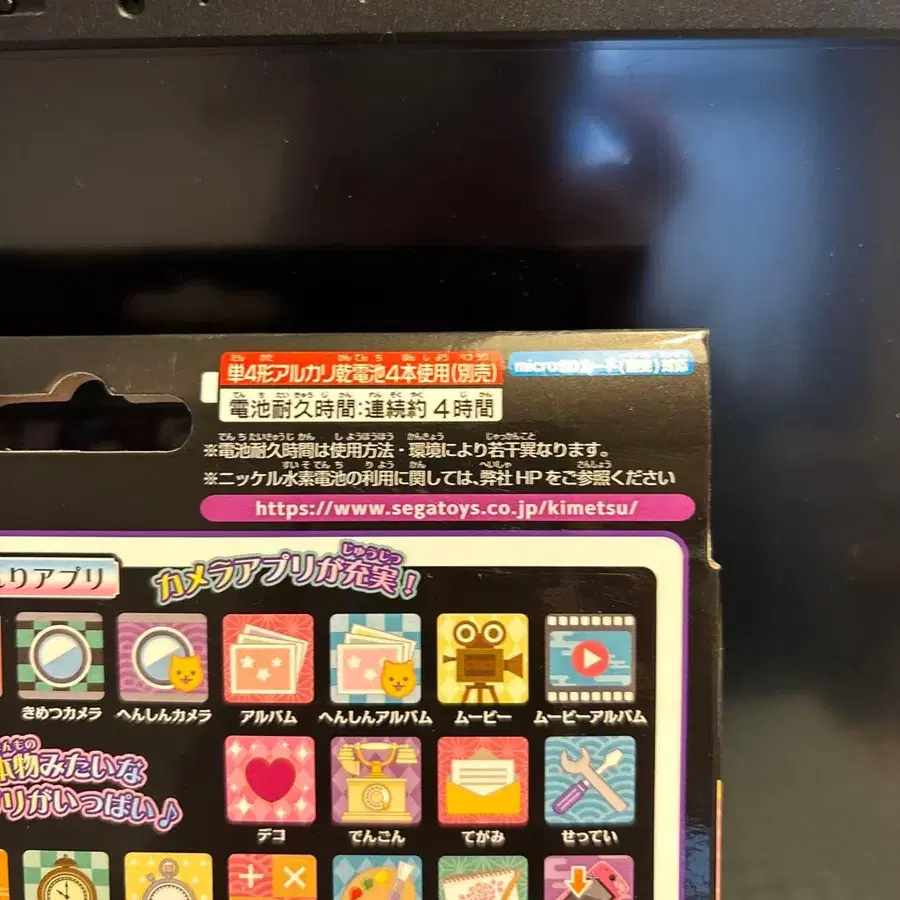 単4形アルカリ乾電池4本使用(別売)
microSDカード(別売)対応
電池耐久時間:連続約4時間
※電池耐久時間は使用方法・環境により若干異なります。
※ニッケル水素電池の利用に関しては、弊社HPをご参照ください
https://www.segatoys.co.jp/kimetsu/
りアプリ
カメラアプリが充実!
きめつカメラ
へんしんカメラ
アルバム
へんしんアルバム
ムービー
ムービーアルバム
本物みたいな
リがいっぱい♪
デコ
でんごん
てがみ
せってい